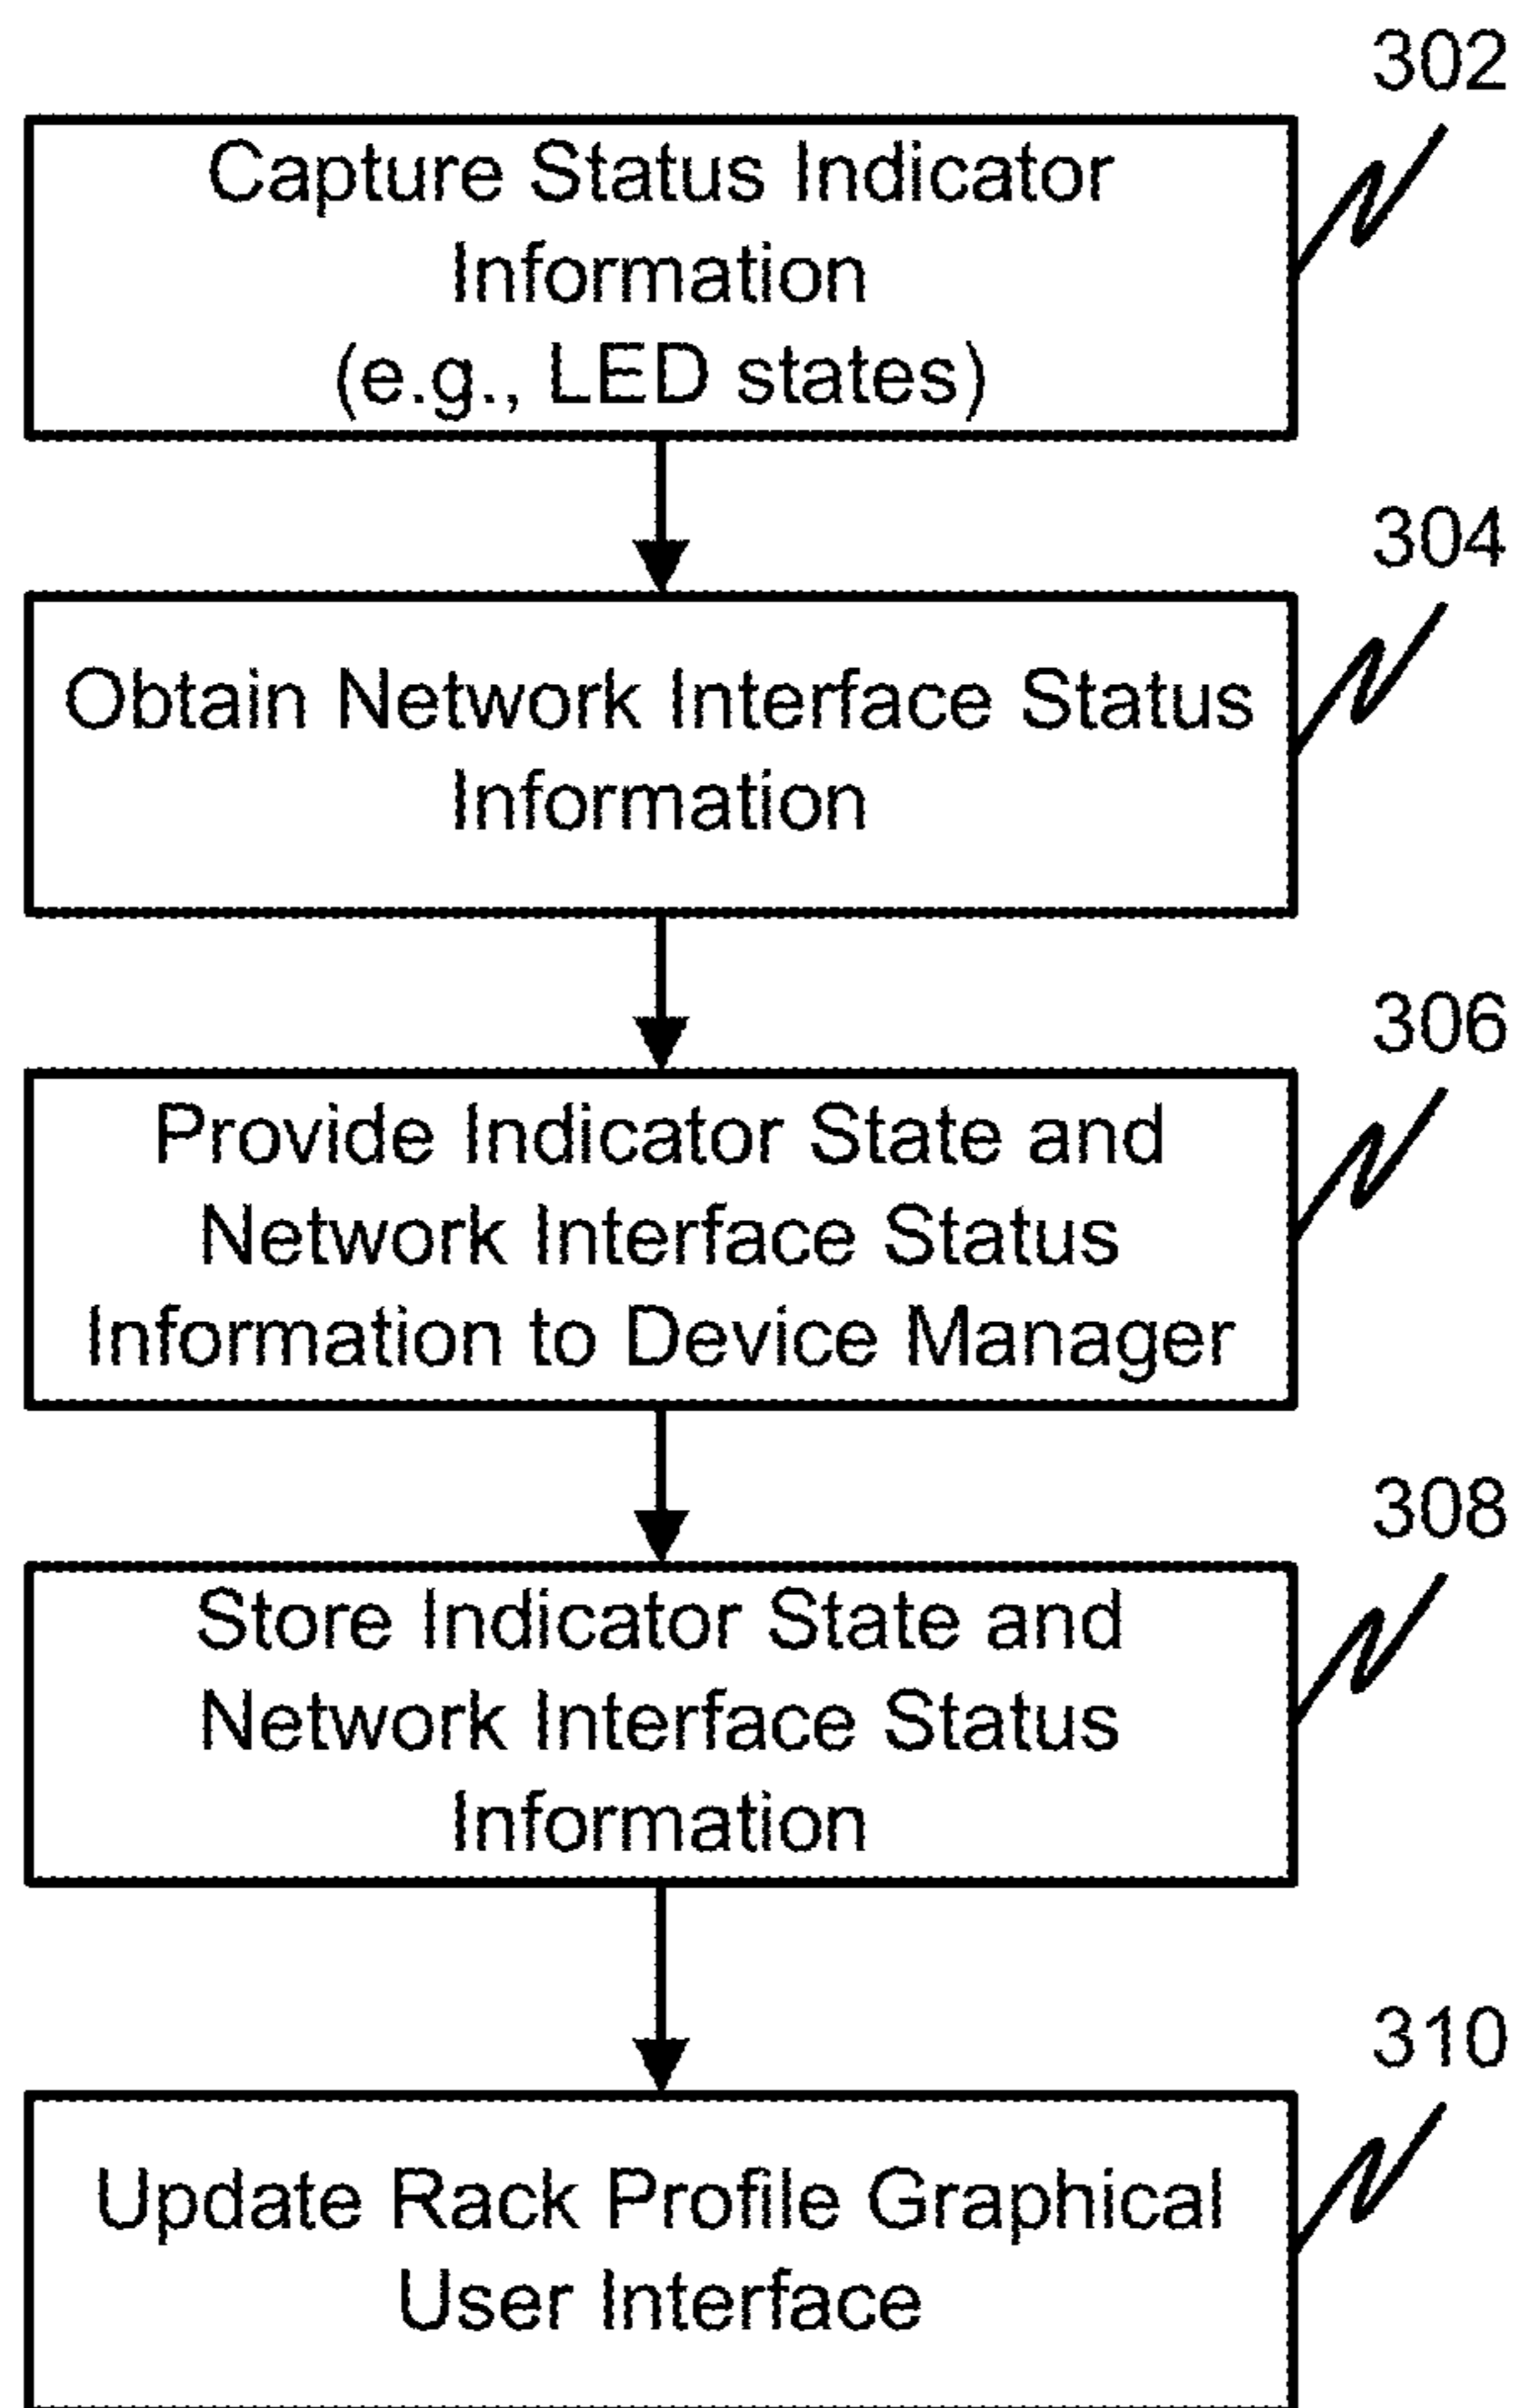 302
Capture Status Indicator
Information
(e.g., LED states)
304
Obtain Network Interface Status
Information
306
Provide Indicator State and
Network Interface Status
Information to Device Manager
308
Store Indicator State and
Network Interface Status
Information
310
Update Rack Profile Graphical
User Interface